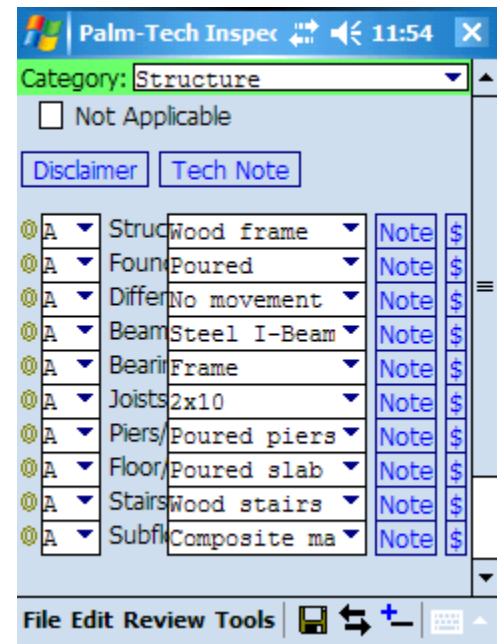 Palm-Tech Inspec 11:54
Category: Structure
Not Applicable
Disclaimer Tech Note
A Struc Wood frame Note $
A Foun Poured Note $
A Differ No movement Note $
A Beam Steel I-Beam Note $
A Bearin Frame Note $
A Joists 2x10 Note $
A Piers/ Poured piers Note $
A Floor/ Poured slab Note $
A Stairs Wood stairs Note $
A Subfl Composite ma Note $
File Edit Review Tools